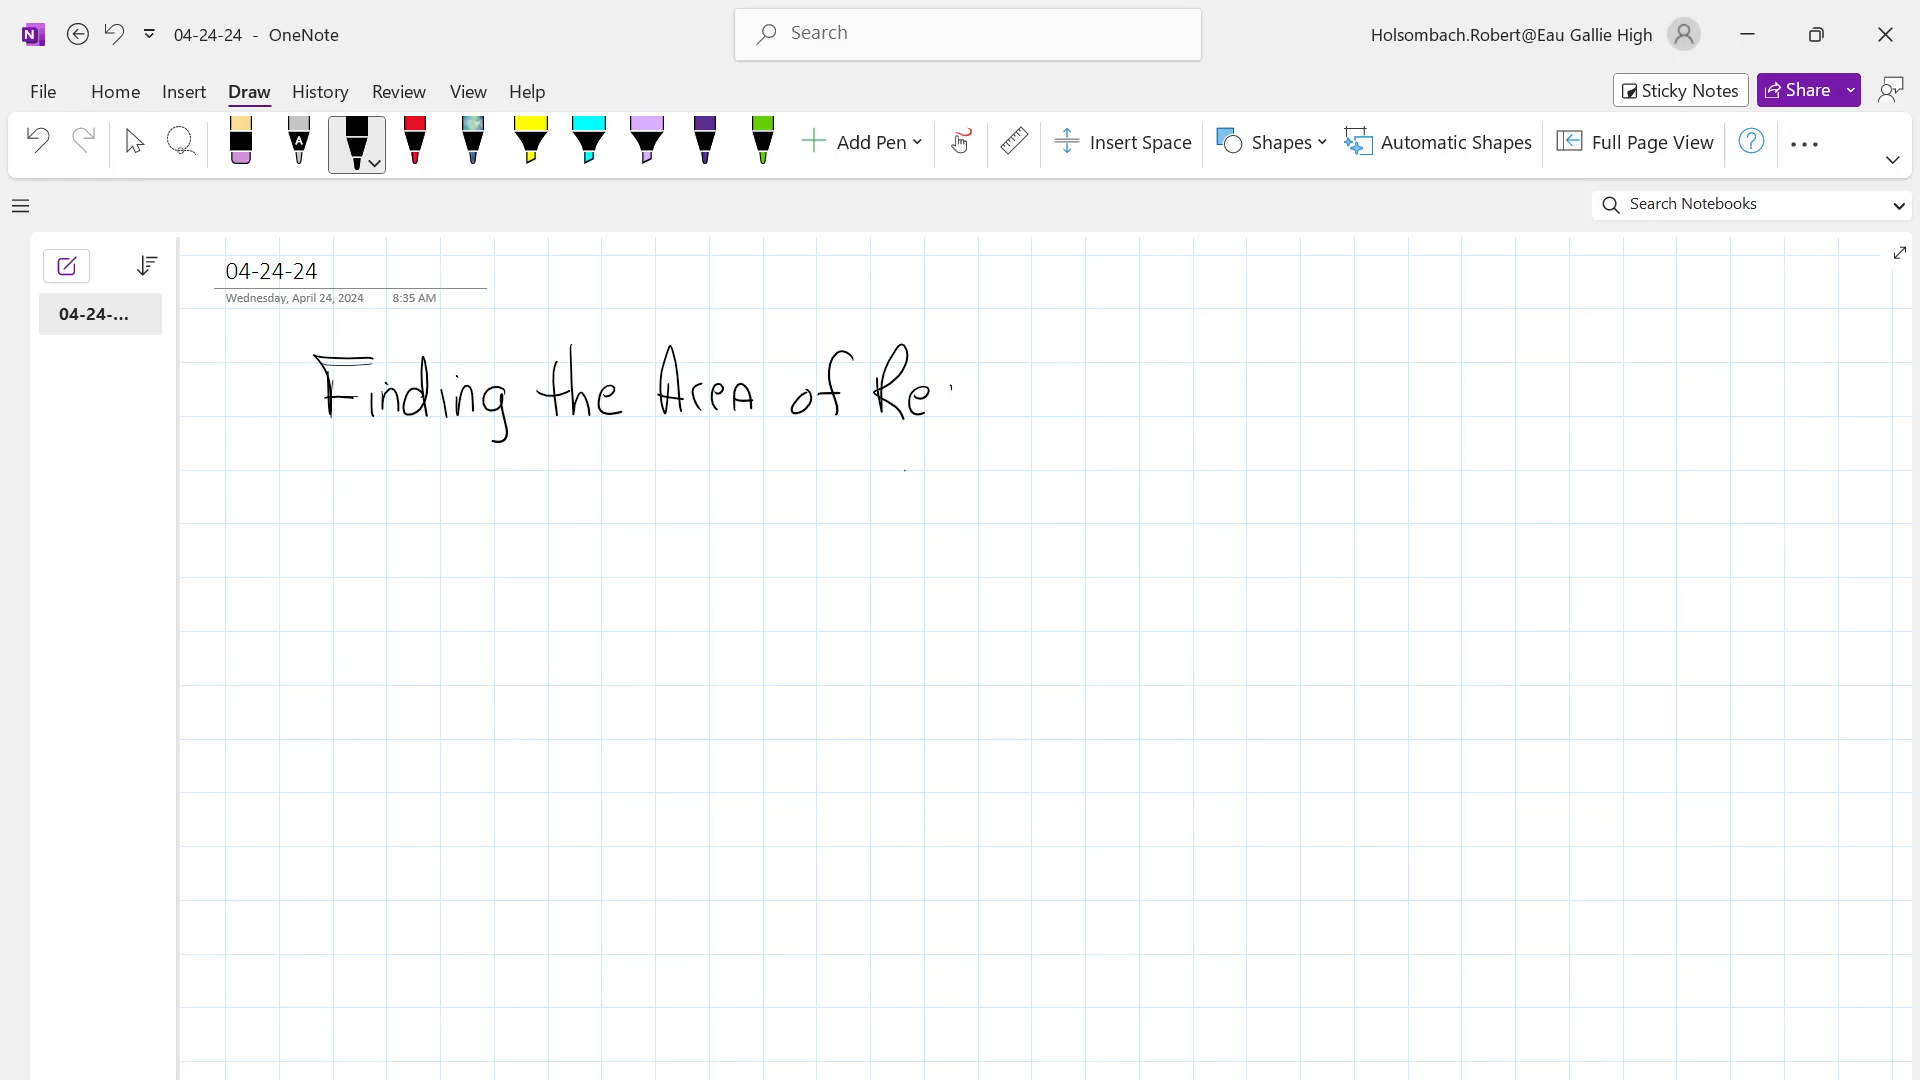 04-24-24 - OneNote
Search
Holsombach.Robert@Eau Gallie High
File Home Insert Draw History Review View Help
Sticky Notes Share
A Add Pen Insert Space Shapes Automatic Shapes Full Page View ? ...
Search Notebooks
04-24-...
04-24-24
Wednesday, April 24, 2024 8:35 AM
Finding the Area of Re